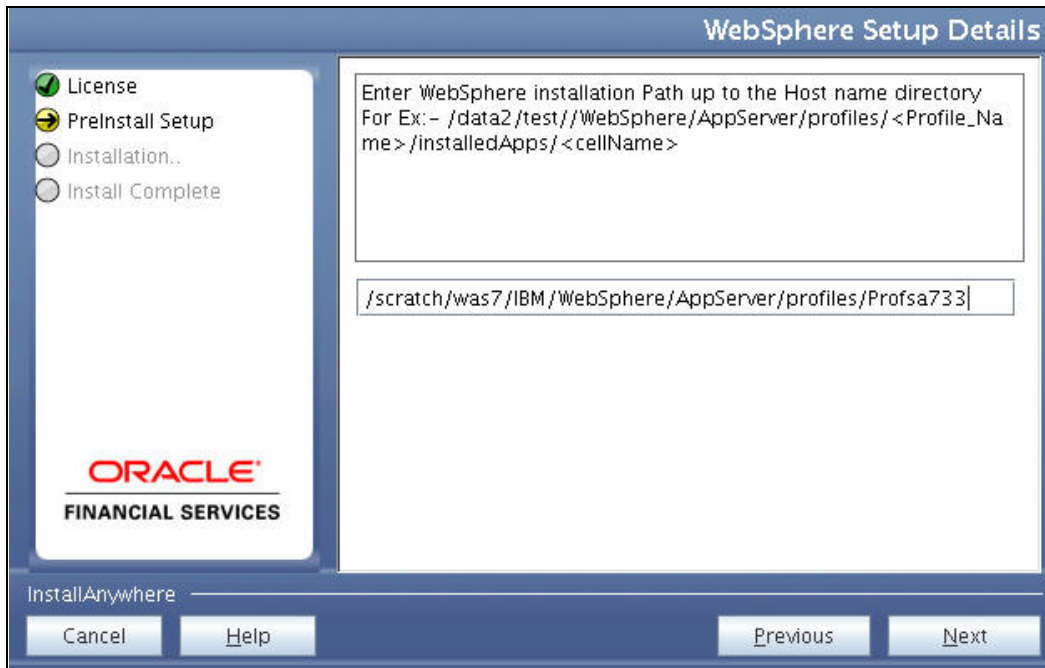 WebSphere Setup Details
License
PreInstall Setup
Installation..
Install Complete
Enter WebSphere installation Path up to the Host name directory
For Ex:- /data2/test//WebSphere/AppServer/profiles/<Profile_Na
me>/installedApps/<cellName>
/scratch/was7/IBM/WebSphere/AppServer/profiles/Profsa733
ORACLE
FINANCIAL SERVICES
InstallAnywhere
Cancel Help Previous Next